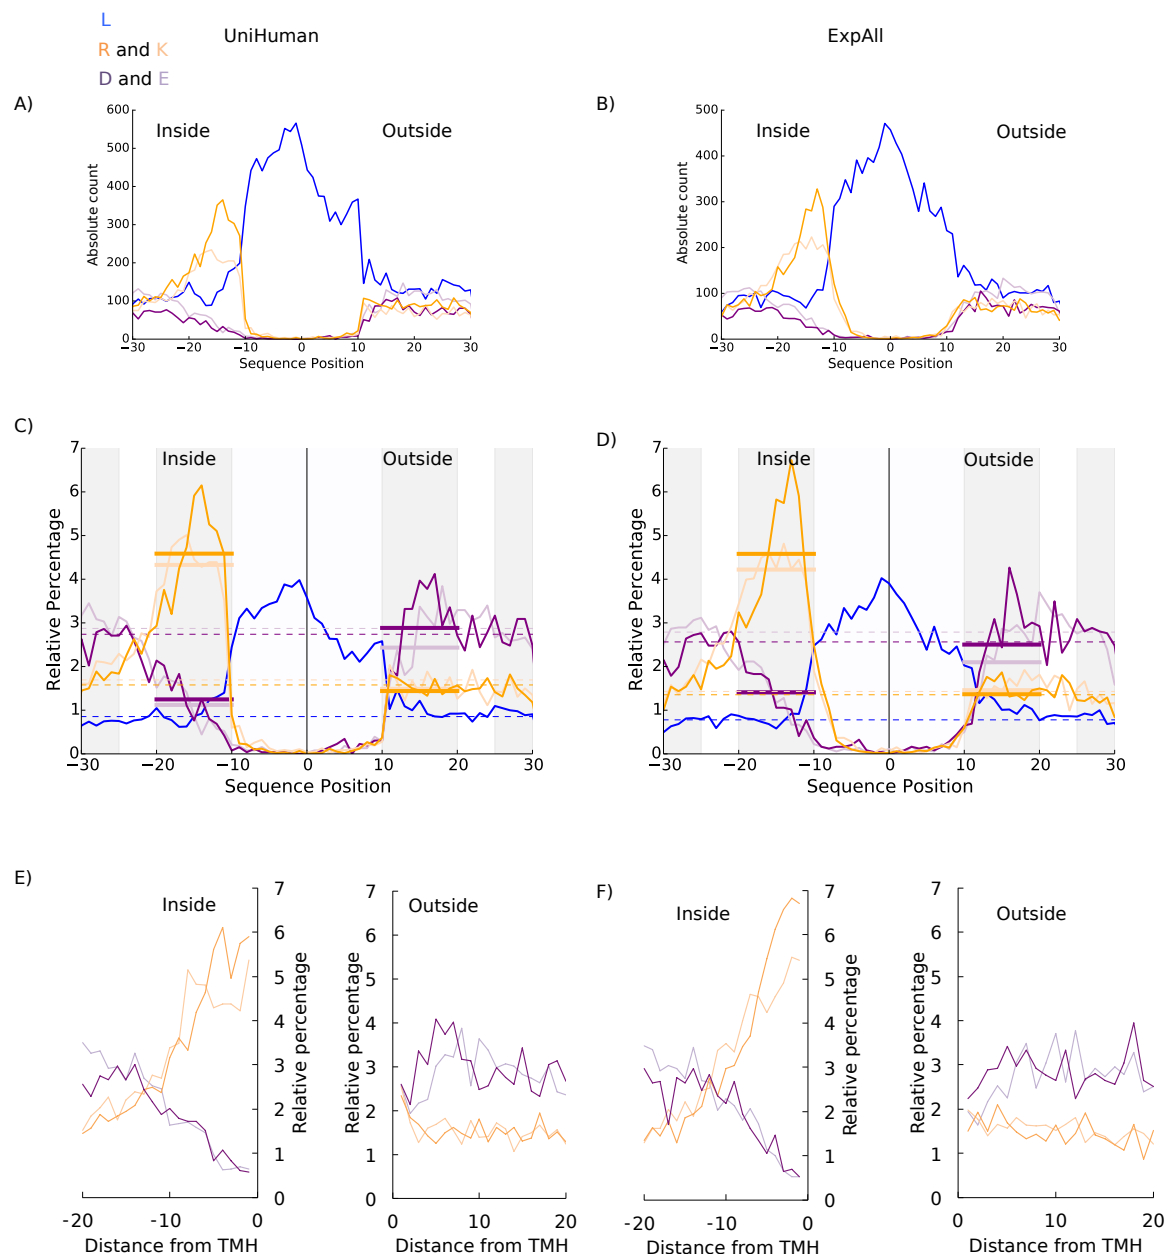 L
R and K
D and E
UniHuman
ExpAll
A)
Inside
Outside
Absolute count
600
500
400
300
200
100
0
−30
−20
−10
0
10
20
30
Sequence Position
B)
Inside
Outside
Absolute count
500
400
300
200
100
0
−30
−20
−10
0
10
20
30
Sequence Position
C)
Inside
Outside
Relative Percentage
7
6
5
4
3
2
1
0
−30
−20
−10
0
10
20
30
Sequence Position
D)
Inside
Outside
Relative Percentage
7
6
5
4
3
2
1
0
−30
−20
−10
0
10
20
30
Sequence Position
E)
Inside
7
6
5
4
3
2
1
0
Relative percentage
-20
-10
0
Distance from TMH
Outside
Relative percentage
7
6
5
4
3
2
1
0
0
10
20
Distance from TMH
F)
Inside
7
6
5
4
3
2
1
0
Relative percentage
-20
-10
0
Distance from TMH
Outside
Relative percentage
7
6
5
4
3
2
1
0
0
10
20
Distance from TMH